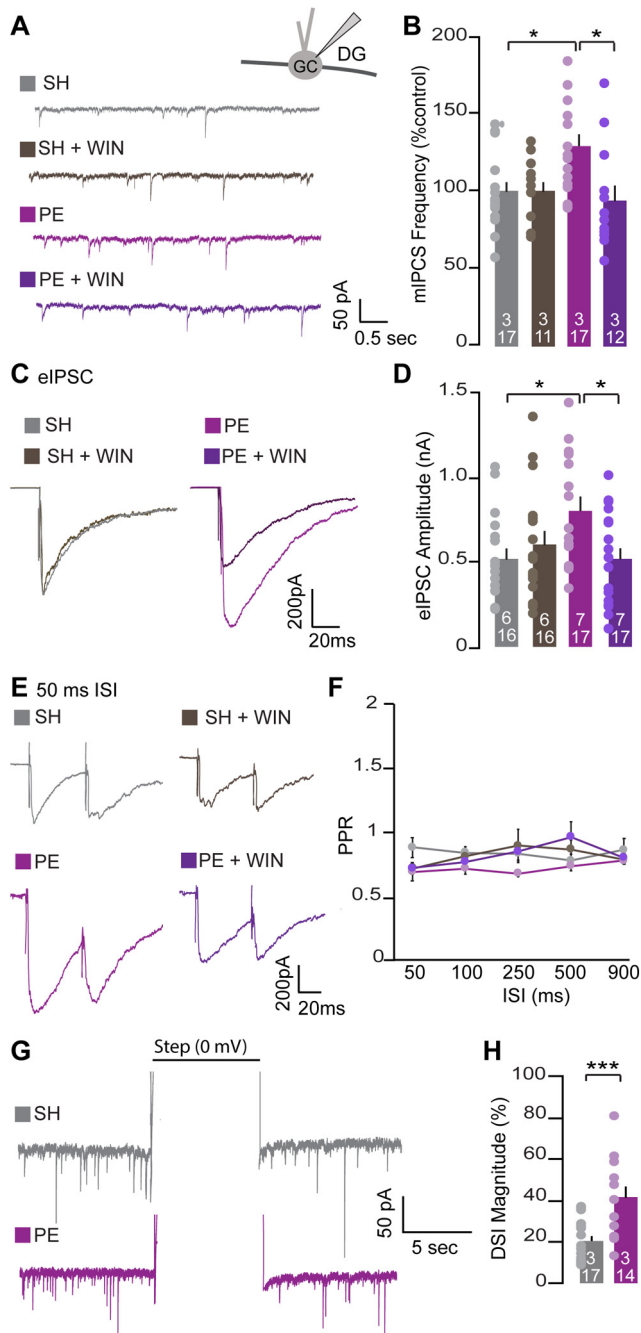 A
GC
DG
SH
SH + WIN
PE
PE + WIN
50 pA
0.5 sec
B
* *
mIPCS Frequency (%control)
200
150
100
50
0
3 3 3 3
17 11 17 12
C eIPSC
SH PE
SH + WIN PE + WIN
200pA
20ms
D
* *
eIPSC Amplitude (nA)
1.5
1.0
0.5
0
6 6 7 7
16 16 17 17
E 50 ms ISI
SH SH + WIN
PE PE + WIN
200pA
20ms
F
PPR
2
1
0.5
0
50 100 250 500 900
ISI (ms)
G
Step (0 mV)
SH
PE
50 pA
5 sec
H
***
DSI Magnitude (%)
100
80
60
40
20
0
3 3
17 14